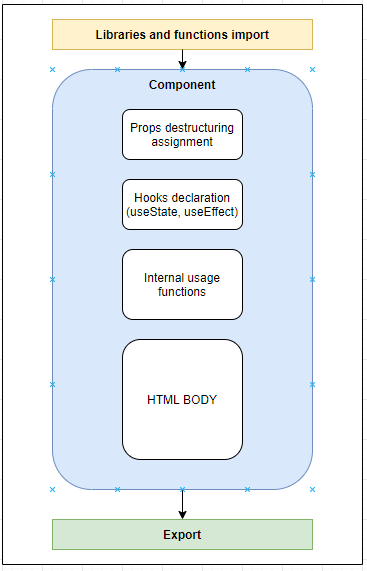 Libraries and functions import
Component
Props destructuring
assignment
Hooks declaration
(useState, useEffect)
Internal usage
functions
HTML BODY
Export